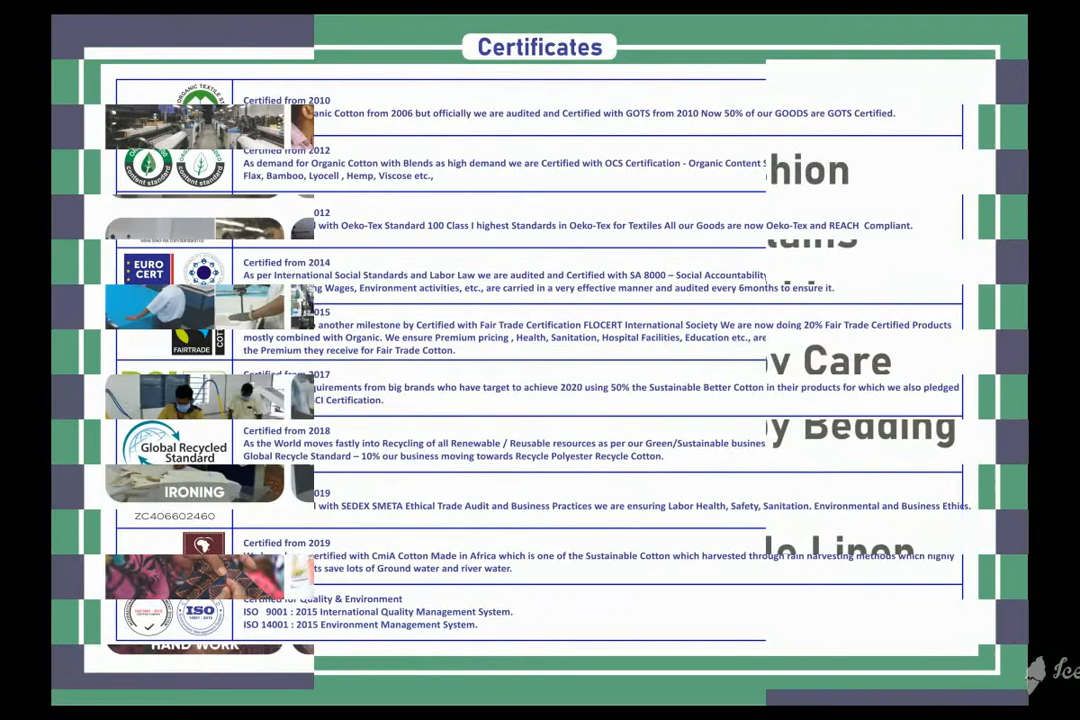 Certificates
Certified from 2010
anic Cotton from 2006 but officially we are audited and Certified with GOTS from 2010 Now 50% of our GOODS are GOTS Certified.
Certified from 2012
As demand for Organic Cotton with Blends as high demand we are Certified with OCS Certification - Organic Content S
Flax, Bamboo, Lyocell , Hemp, Viscose etc.,
hion
content standard
content standard
012
with Oeko-Tex Standard 100 Class I highest Standards in Oeko-Tex for Textiles All our Goods are now Oeko-Tex and REACH Compliant.
EURO
CERT
Certified from 2014
As per International Social Standards and Labor Law we are audited and Certified with SA 8000 – Social Accountability
ng Wages, Environment activities, etc., are carried in a very effective manner and audited every 6months to ensure it.
015
another milestone by Certified with Fair Trade Certification FLOCERT International Society We are now doing 20% Fair Trade Certified Products
mostly combined with Organic. We ensure Premium pricing , Health, Sanitation, Hospital Facilities, Education etc., are
the Premium they receive for Fair Trade Cotton.
FAIRTRADE
y Care
Certified from 2017
quirements from big brands who have target to achieve 2020 using 50% the Sustainable Better Cotton in their products for which we also pledged
CI Certification.
Global Recycled
Standard
Certified from 2018
As the World moves fastly into Recycling of all Renewable / Reusable resources as per our Green/Sustainable busines
Global Recycle Standard – 10% our business moving towards Recycle Polyester Recycle Cotton.
y Bedding
IRONING
ZC406602460
019
with SEDEX SMETA Ethical Trade Audit and Business Practices we are ensuring Labor Health, Safety, Sanitation. Environmental and Business Ethics.
Certified from 2019
ertified with CmiA Cotton Made in Africa which is one of the Sustainable Cotton which harvested through rain harvesting methods which highly
ts save lots of Ground water and river water.
Linen
Certified for Quality & Environment
ISO 9001 : 2015 International Quality Management System.
ISO 14001 : 2015 Environment Management System.
ISO
HAND WORK
Ice